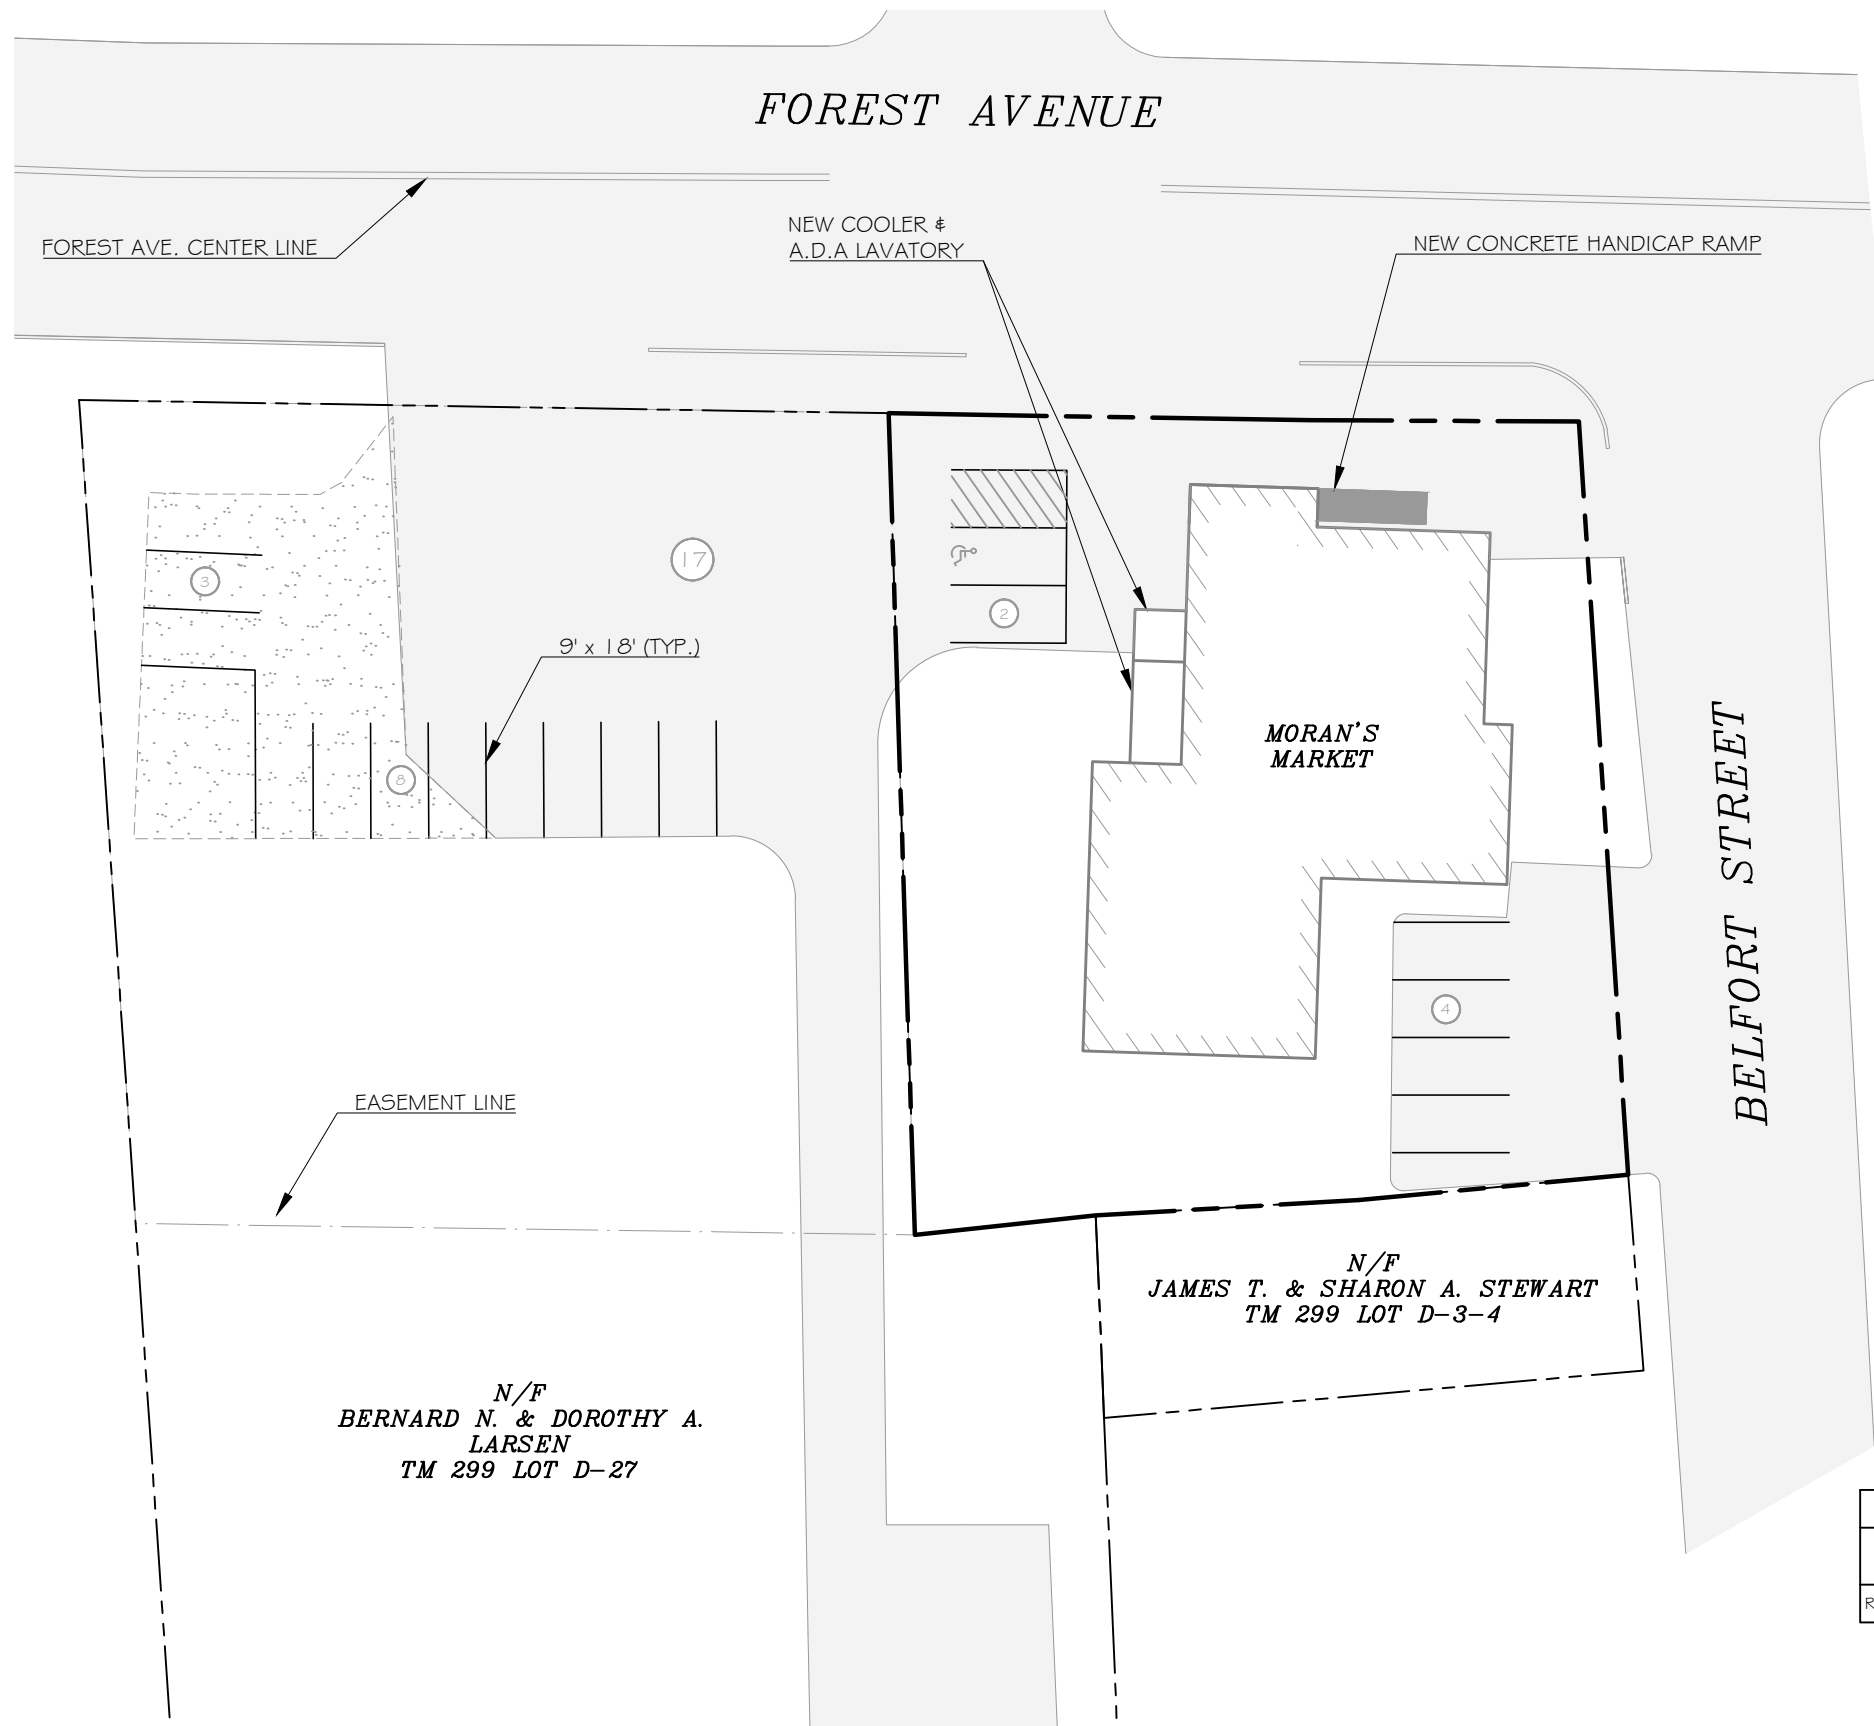 FOREST AVENUE
NEW COOLER &
A.D.A LAVATORY
FOREST AVE. CENTER LINE
NEW CONCRETE HANDICAP RAMP
17
3
2
9' x 18' (TYP.)
8
MORAN'S
MARKET
BELFORT STREET
4
EASEMENT LINE
N/F
JAMES T. & SHARON A. STEWART
TM 299 LOT D-3-4
N/F
BERNARD N. & DOROTHY A.
LARSEN
TM 299 LOT D-27
R